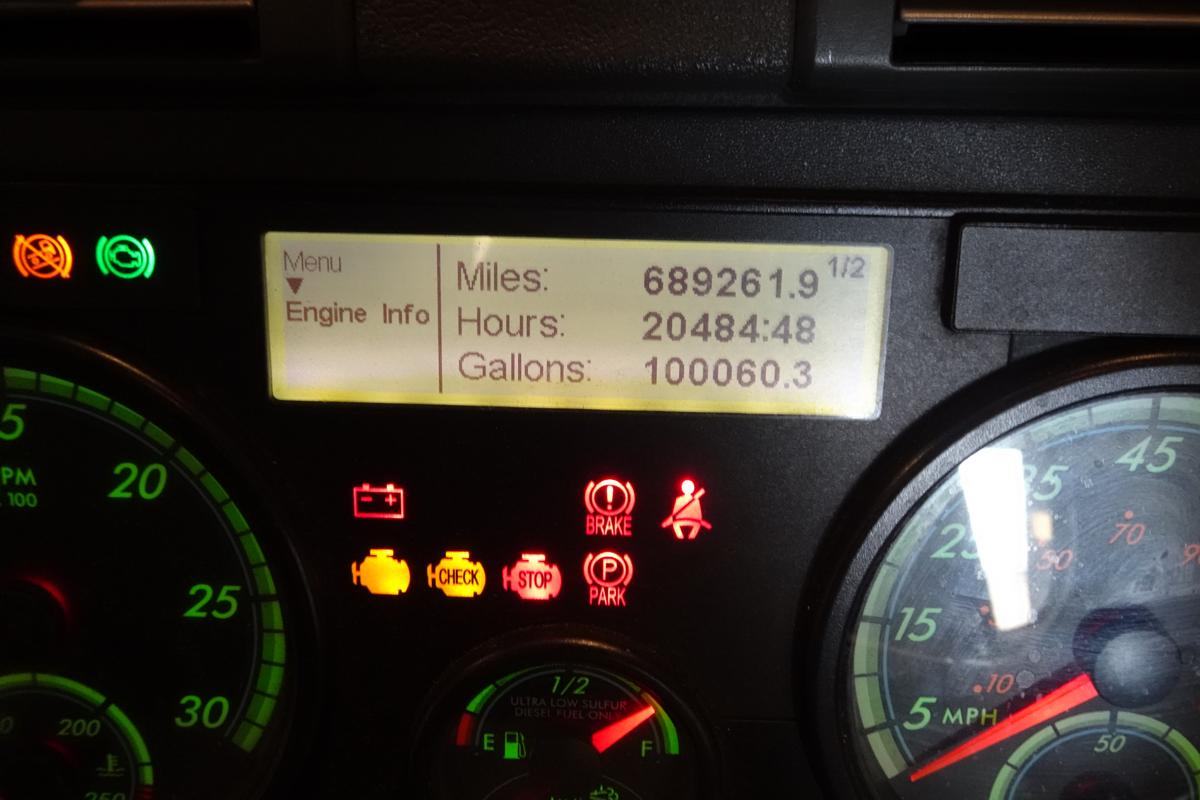 Menu
Engine Info
Miles: 689261.9 1/2
Hours: 20484:48
Gallons: 100060.3
BRAKE
CHECK
STOP
P
PARK
5
20
PM
100
25
30
200
250
1/2
ULTRA LOW SULFUR
DIESEL FUEL ONLY
E
F
45
35
25
15
5 MPH
10
50
70
50